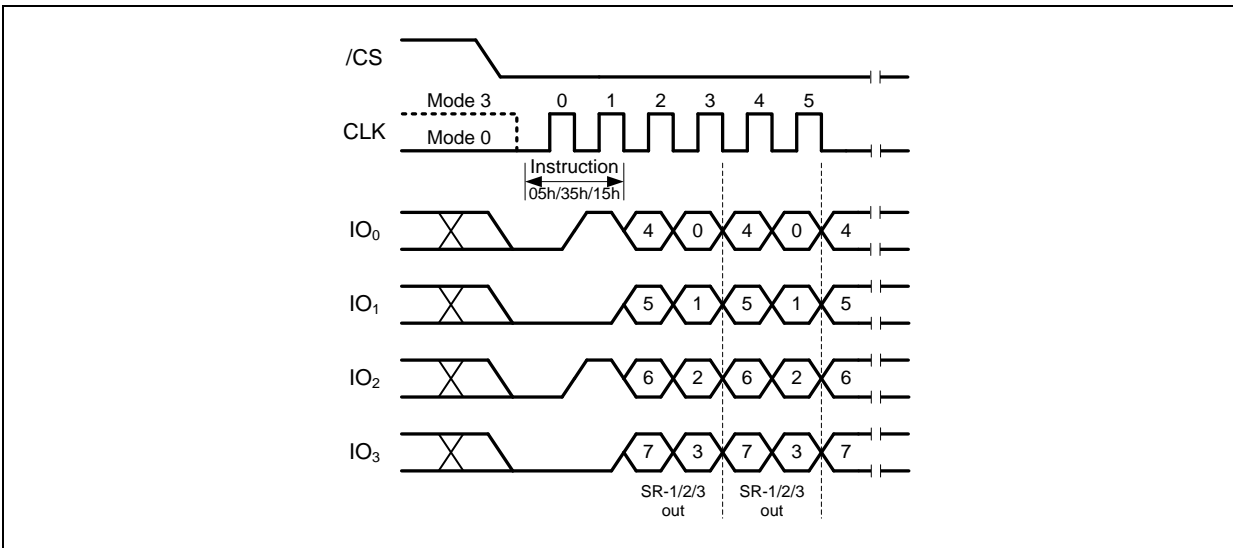 /CS
Mode 3 0 1 2 3 4 5
CLK
Mode 0
Instruction
05h/35h/15h
IO₀ 4 0 4 0 4
IO₁ 5 1 5 1 5
IO₂ 6 2 6 2 6
IO₃ 7 3 7 3 7
SR-1/2/3 SR-1/2/3
out out